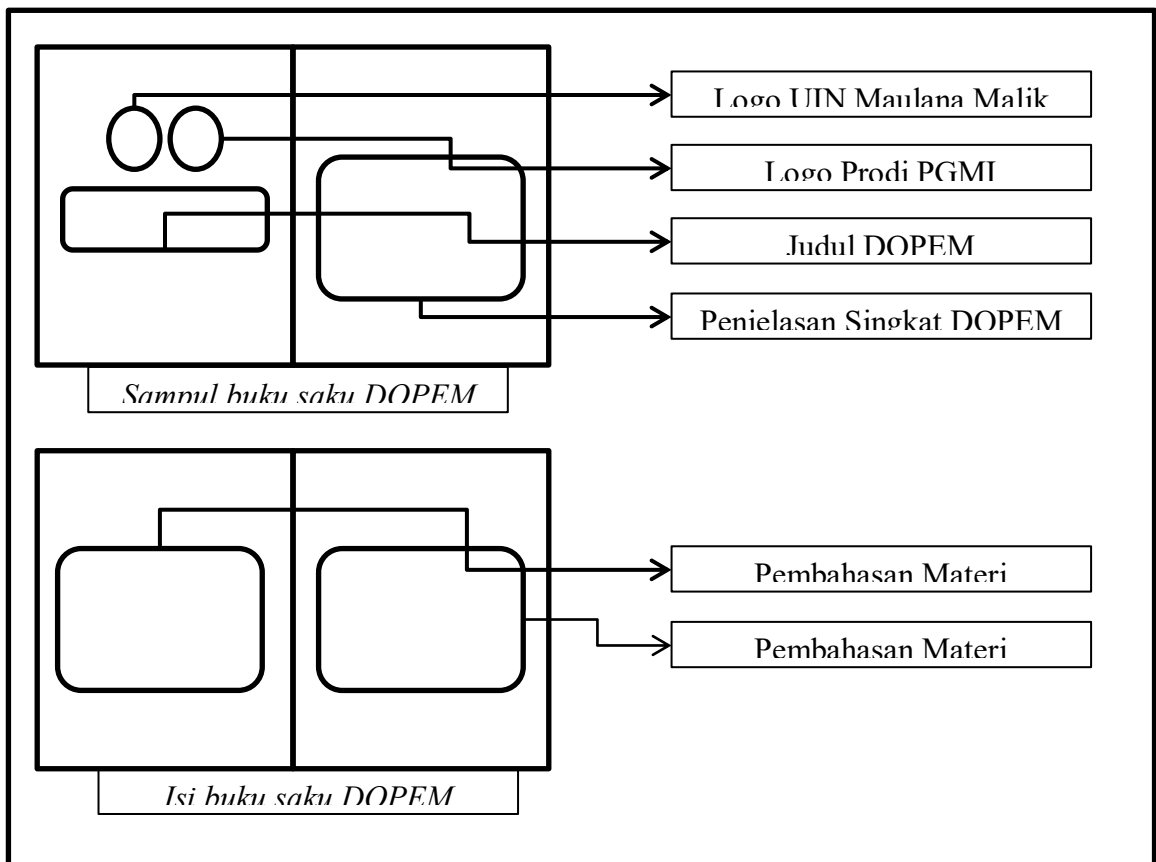 Logo UIN Maulana Malik
Logo Prodi PGMI
Judul DOPEM
Penjelasan Singkat DOPEM
Sampul buku saku DOPEM
Pembahasan Materi
Pembahasan Materi
Isi buku saku DOPEM